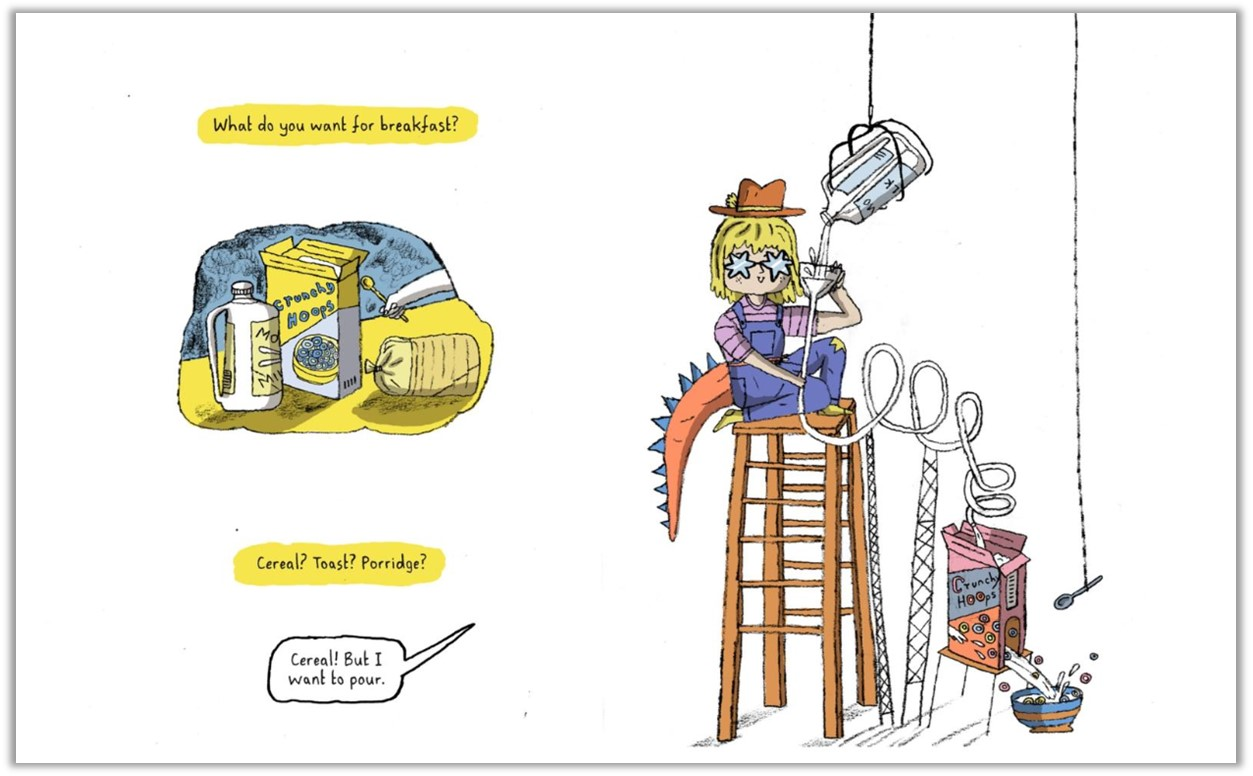 What do you want for breakfast?
Crunchy
Hoops
Cereal? Toast? Porridge?
Cereal! But I
want to pour.
Crunchy
Hoops